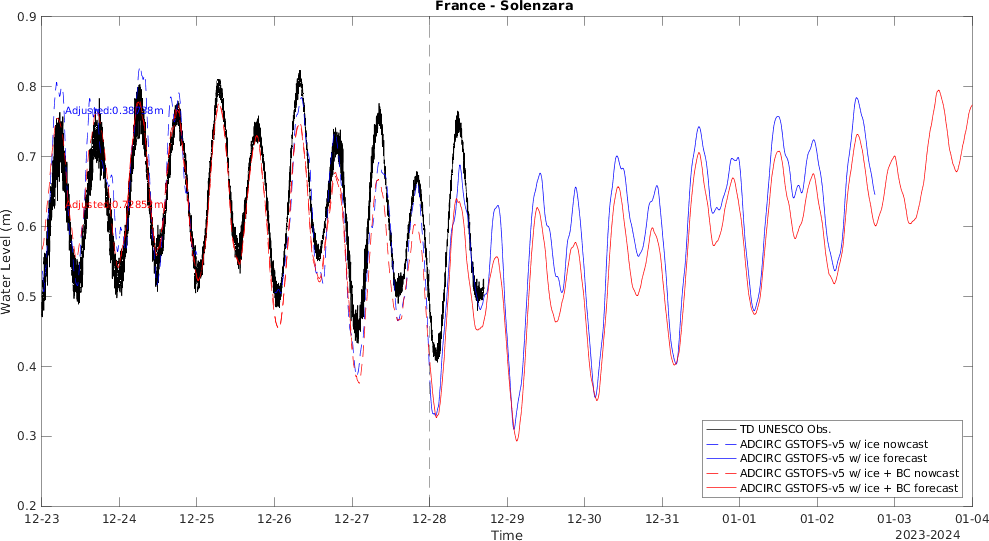 France - Solenzara
0.9
0.8
0.7
0.6
0.5
0.4
0.3
0.2
Water Level (m)
TD UNESCO Obs.
ADCIRC GSTOFS-v5 w/ ice nowcast
ADCIRC GSTOFS-v5 w/ ice forecast
ADCIRC GSTOFS-v5 w/ ice + BC nowcast
ADCIRC GSTOFS-v5 w/ ice + BC forecast
12-23 12-24 12-25 12-26 12-27 12-28 12-29 12-30 12-31 01-01 01-02 01-03 01-04
Time
2023-2024